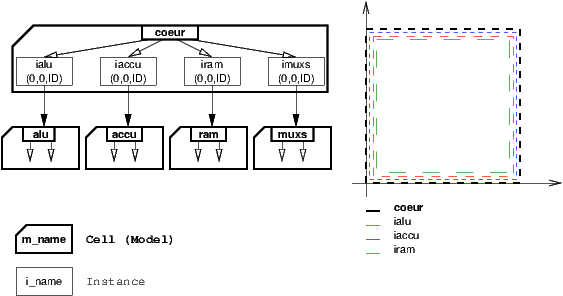 coeur
ialu iaccu iram imuxs
(0,0,ID) (0,0,ID) (0,0,ID) (0,0,ID)
alu accu ram muxs
m_name Cell (Model)
i_name Instance
coeur
ialu
iaccu
iram